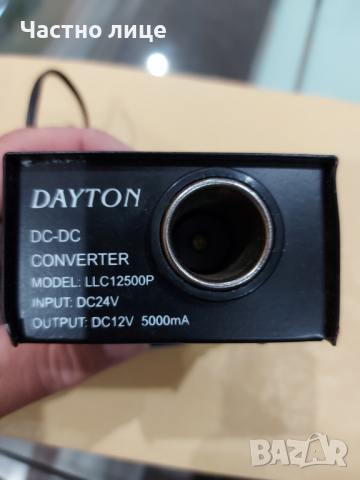 Частно лице
DAYTON
DC-DC
CONVERTER
MODEL: LLC12500P
INPUT: DC24V
OUTPUT: DC12V 5000mA
BAZAR